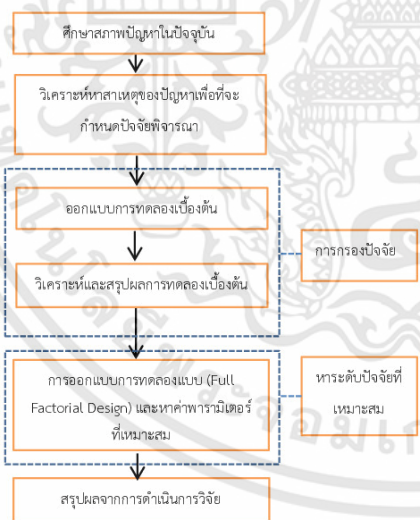 ศึกษาสภาพปัญหาในปัจจุบัน
วิเคราะห์หาสาเหตุของปัญหาเพื่อที่จะ
กำหนดปัจจัยพิจารณา
ออกแบบการทดลองเบื้องต้น
การกรองปัจจัย
วิเคราะห์และสรุปผลการทดลองเบื้องต้น
การออกแบบการทดลองแบบ (Full
Factorial Design) และหาค่าพารามิเตอร์
ที่เหมาะสม
หาระดับปัจจัยที่
เหมาะสม
สรุปผลจากการดำเนินการวิจัย